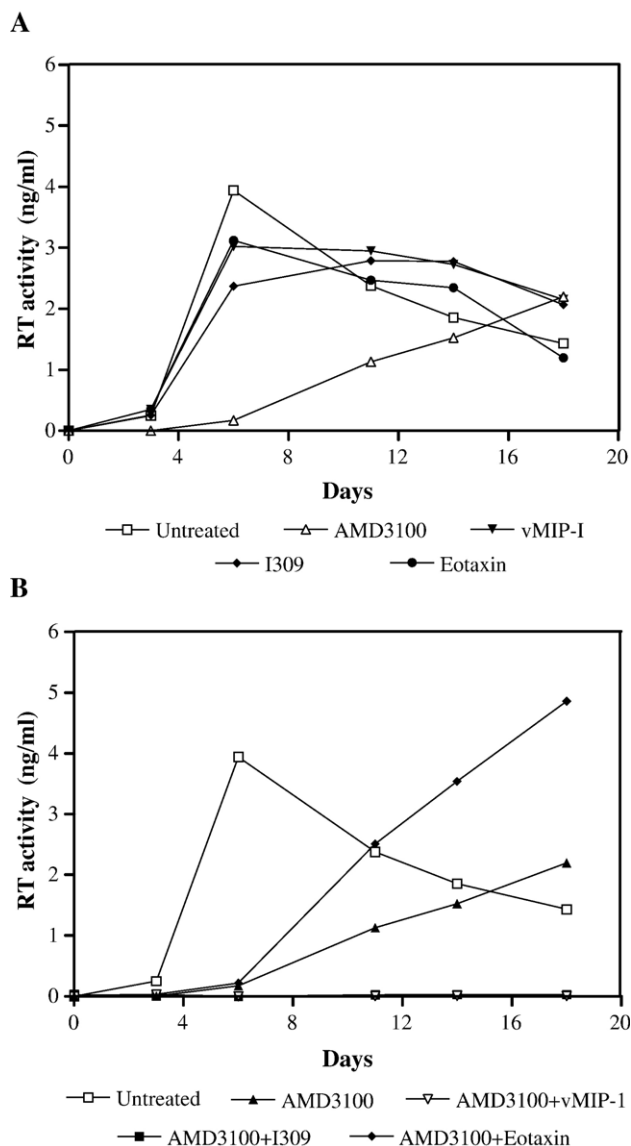 A
6
5
4
3
2
1
0
RT activity (ng/ml)
0 4 8 12 16 20
Days
Untreated AMD3100 vMIP-I
I309 Eotaxin
B
6
5
4
3
2
1
0
RT activity (ng/ml)
0 4 8 12 16 20
Days
Untreated AMD3100 AMD3100+vMIP-1
AMD3100+I309 AMD3100+Eotaxin